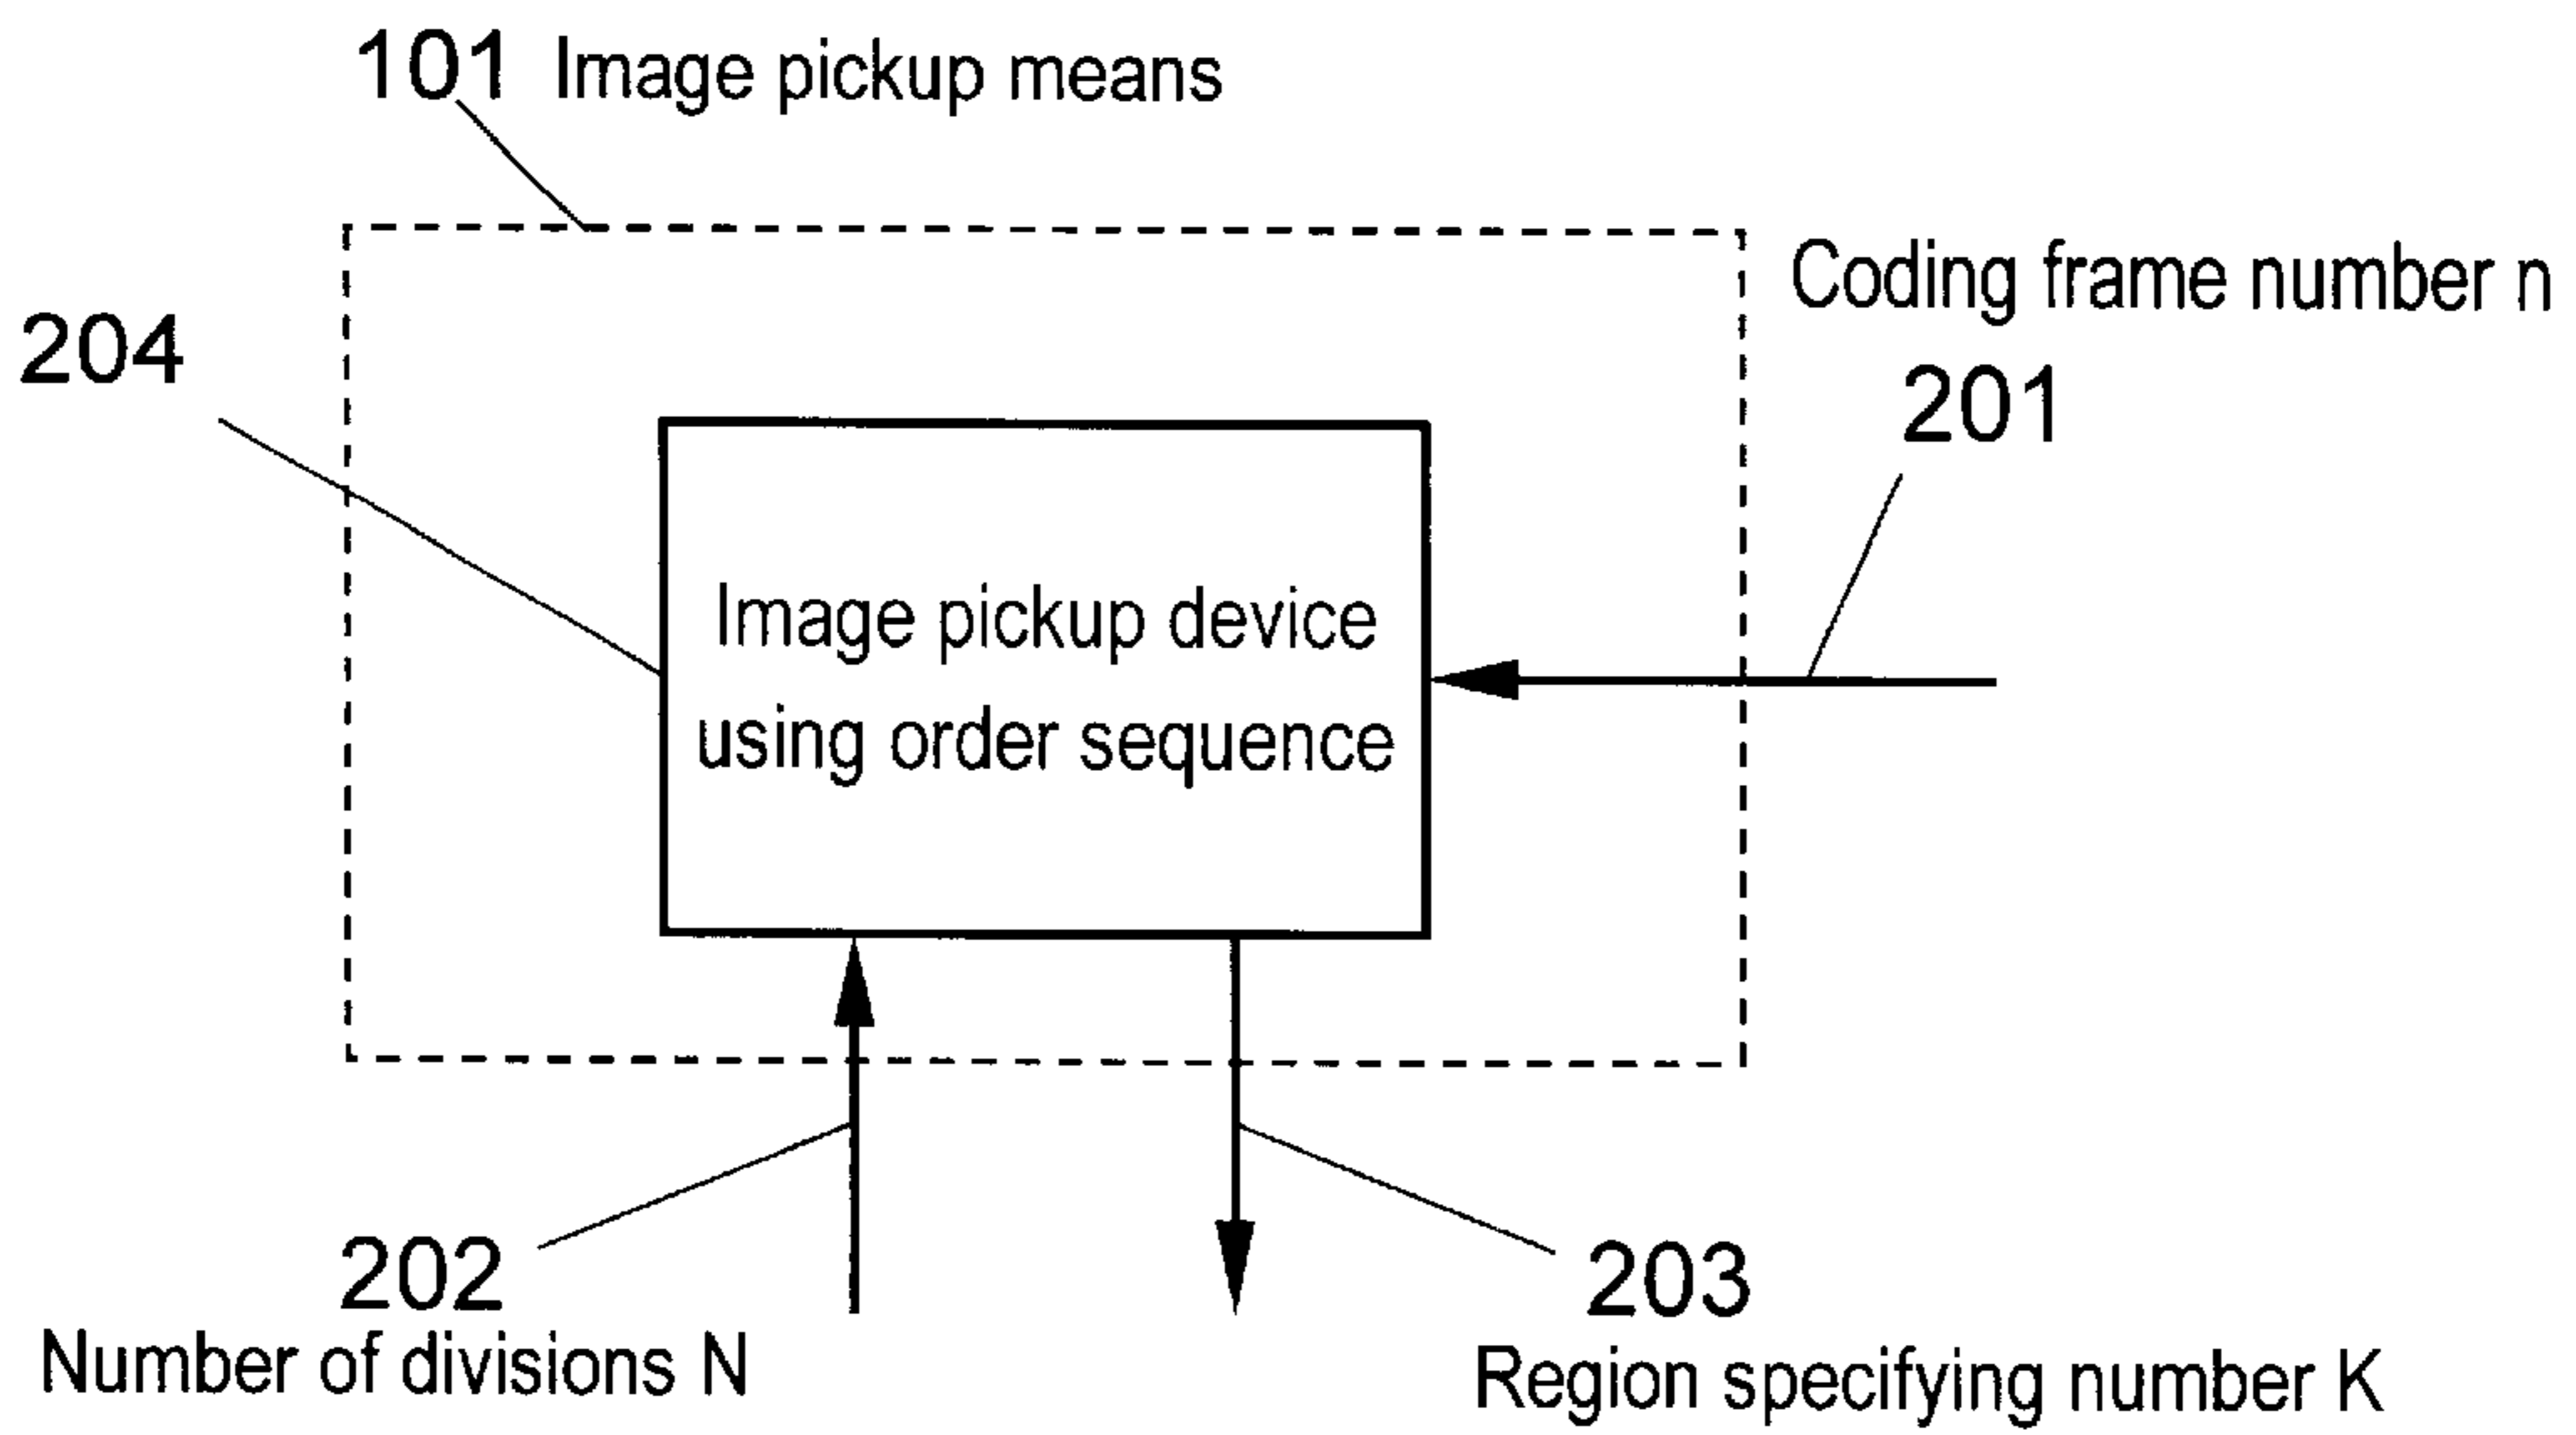 101 Image pickup means
Coding frame number n
204
201
Image pickup device
using order sequence
202
203
Number of divisions N
Region specifying number K